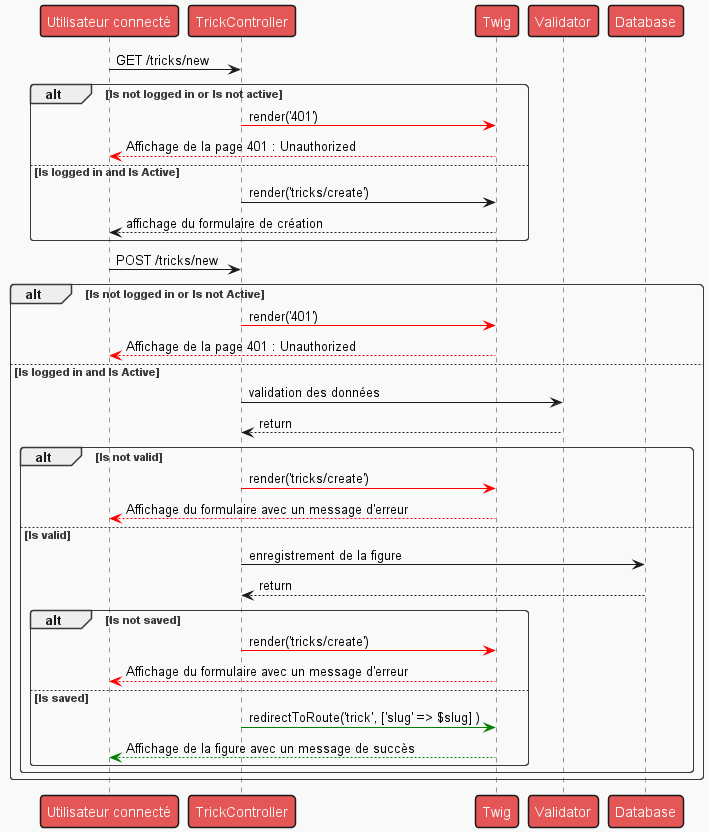 Utilisateur connecté TrickController Twig Validator Database
GET /tricks/new
alt [Is not logged in or Is not active]
render('401')
Affichage de la page 401 : Unauthorized
[Is logged in and Is Active]
render('tricks/create')
affichage du formulaire de création
POST /tricks/new
alt [Is not logged in or Is not Active]
render('401')
Affichage de la page 401 : Unauthorized
[Is logged in and Is Active]
validation des données
return
alt [Is not valid]
render('tricks/create')
Affichage du formulaire avec un message d'erreur
[Is valid]
enregistrement de la figure
return
alt [Is not saved]
render('tricks/create')
Affichage du formulaire avec un message d'erreur
[Is saved]
redirectToRoute('trick', ['slug' => $slug] )
Affichage de la figure avec un message de succès
Utilisateur connecté TrickController Twig Validator Database